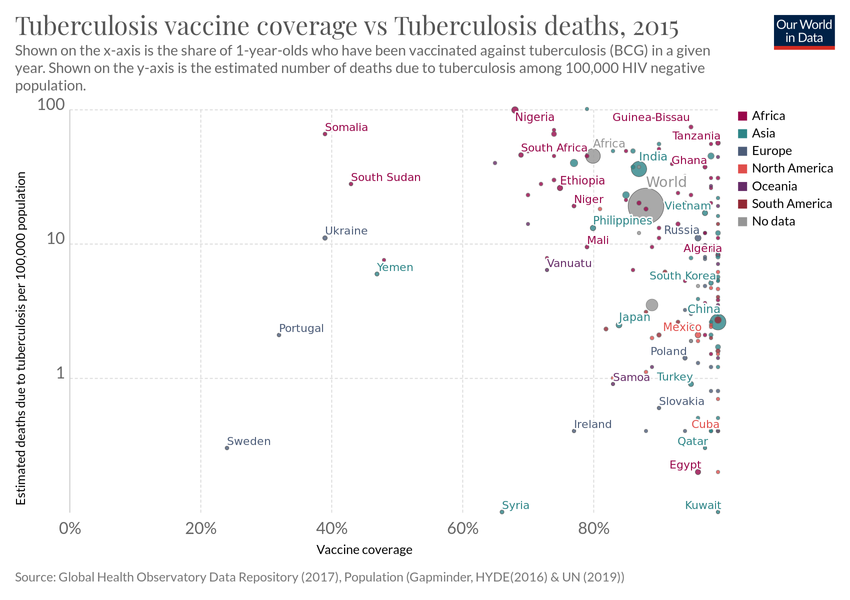 Tuberculosis vaccine coverage vs Tuberculosis deaths, 2015
Our World
in Data
Shown on the x-axis is the share of 1-year-olds who have been vaccinated against tuberculosis (BCG) in a given
year. Shown on the y-axis is the estimated number of deaths due to tuberculosis among 100,000 HIV negative
population.
Estimated deaths due to tuberculosis per 100,000 population
100
10
1
Nigeria
Guinea-Bissau
Somalia
Tanzania
South Africa
Africa
India
Ghana
South Sudan
Ethiopia
World
Niger
Vietnam
Philippines
Ukraine
Russia
Mali
Algeria
Yemen
Vanuatu
South Korea
China
Japan
Portugal
Mexico
Poland
Samoa
Turkey
Slovakia
Ireland
Cuba
Sweden
Qatar
Egypt
Syria
Kuwait
0%
20%
40%
60%
80%
Vaccine coverage
Africa
Asia
Europe
North America
Oceania
South America
No data
Source: Global Health Observatory Data Repository (2017), Population (Gapminder, HYDE(2016) & UN (2019))